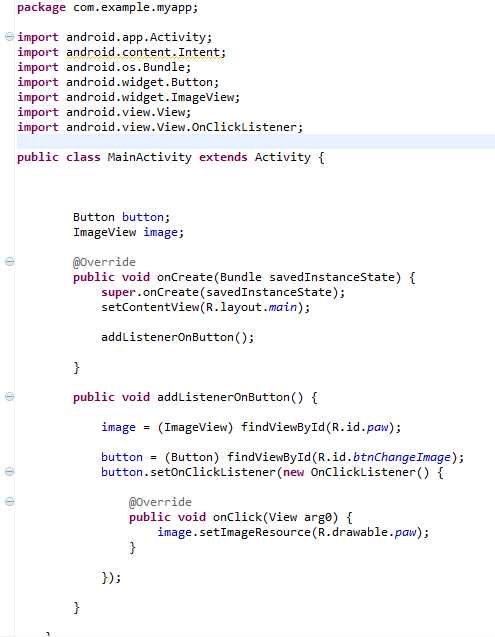 package com.example.myapp;
import android.app.Activity;
import android.content.Intent;
import android.os.Bundle;
import android.widget.Button;
import android.widget.ImageView;
import android.view.View;
import android.view.View.OnClickListener;
public class MainActivity extends Activity {
Button button;
ImageView image;
@Override
public void onCreate(Bundle savedInstanceState) {
super.onCreate(savedInstanceState);
setContentView(R.layout.main);
addListenerOnButton();
}
public void addListenerOnButton() {
image = (ImageView) findViewById(R.id.paw);
button = (Button) findViewById(R.id.btnChangeImage);
button.setOnClickListener(new OnClickListener() {
@Override
public void onClick(View arg0) {
image.setImageResource(R.drawable.paw);
}
});
}